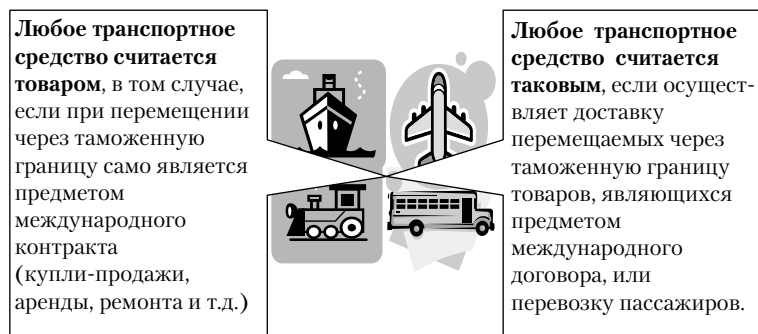 Любое транспортное
средство считается
товаром, в том случае,
если при перемещении
через таможенную
границу само является
предметом
международного
контракта
(купли-продажи,
аренды, ремонта и т.д.)
Любое транспортное
средство считается
таковым, если осущест-
вляет доставку
перемещаемых через
таможенную границу
товаров, являющихся
предметом
международного
договора, или
перевозку пассажиров.